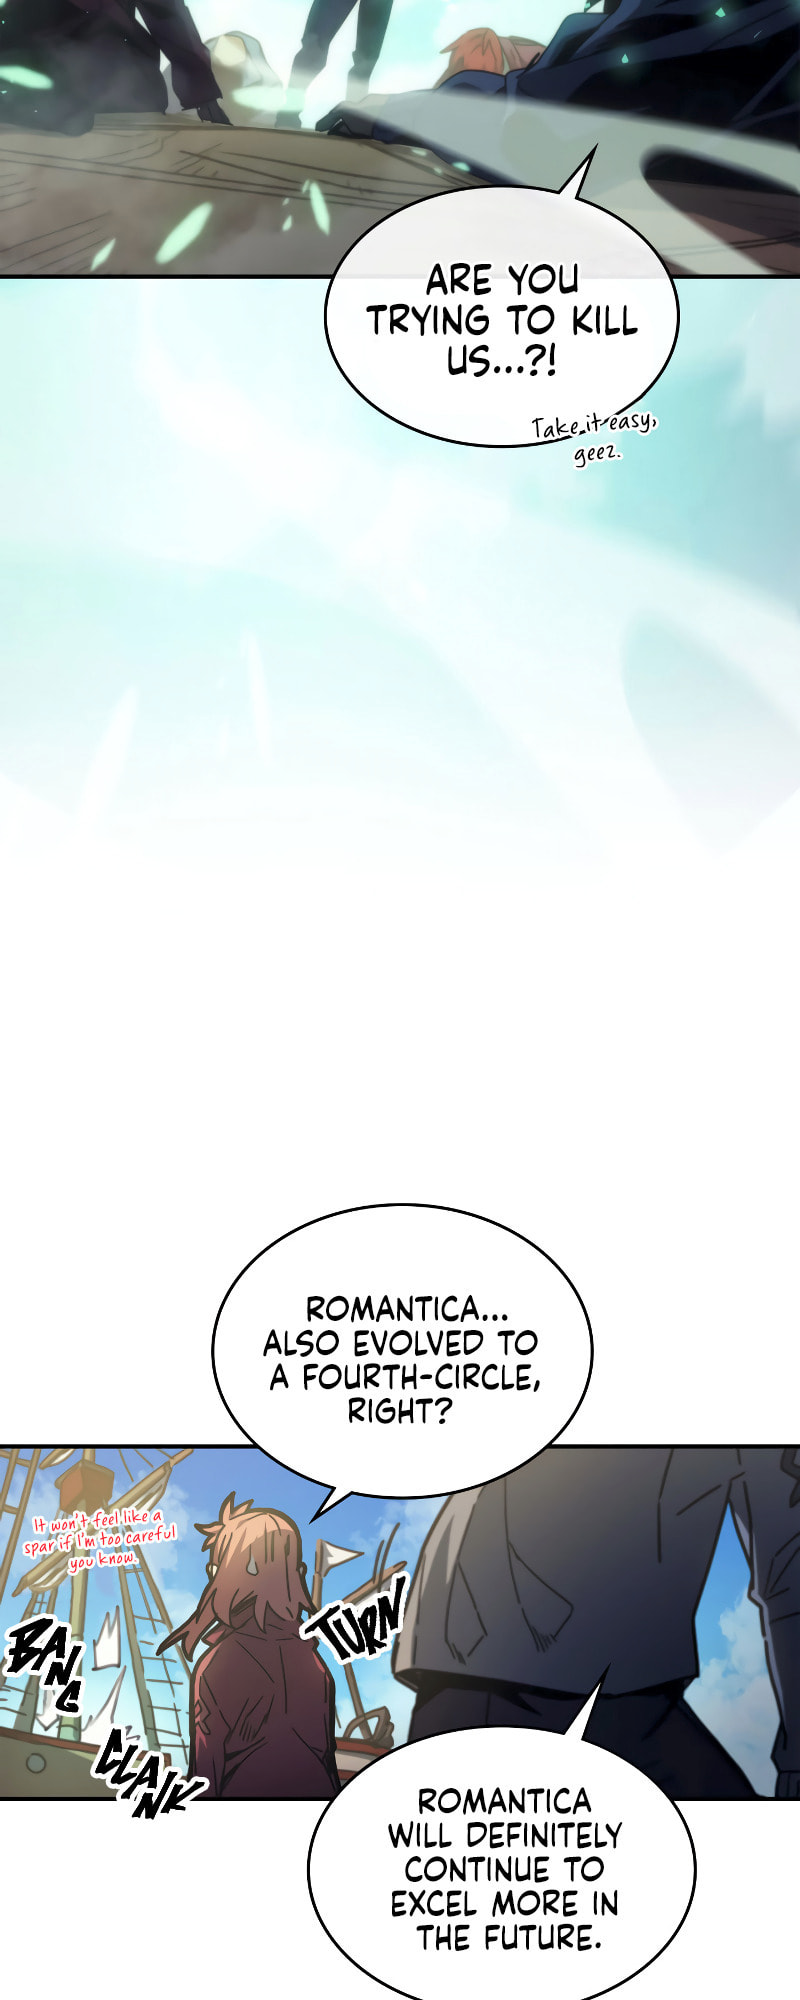 ARE YOU
TRYING TO KILL
US...?!
Take it easy,
geez.
ROMANTICA...
ALSO EVOLVED TO
A FOURTH-CIRCLE,
RIGHT?
It won't feel like a
spar if I'm too careful
you know.
TURN
BANG
CLANK
ROMANTICA
WILL DEFINITELY
CONTINUE TO
EXCEL MORE IN
THE FUTURE.